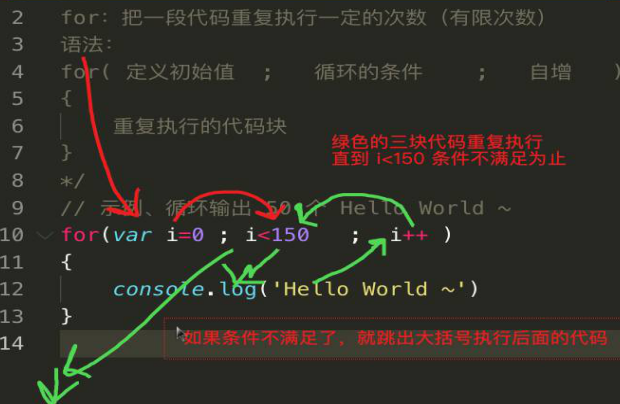 2 for: 把一段代码重复执行一定的次数（有限次数）
3 语法:
4 for( 定义初始值 ; 循环的条件 ; 自增 )
5 {
6 重复执行的代码块
7 }
8 */
绿色的三块代码重复执行
直到 i<150 条件不满足为止
9 // 示例、循环输出 50 个 Hello World ~
10 for(var i=0 ; i<150 ; i++ )
11 {
12 console.log('Hello World ~')
13 }
14
如果条件不满足了，就跳出大括号执行后面的代码